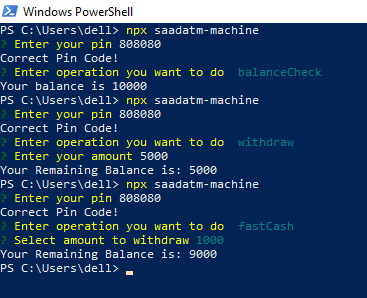 Windows PowerShell
PS C:\Users\dell> npx saadatm-machine
? Enter your pin 808080
Correct Pin Code!
? Enter operation you want to do  balanceCheck
Your balance is 10000
PS C:\Users\dell> npx saadatm-machine
? Enter your pin 808080
Correct Pin Code!
? Enter operation you want to do  withdraw
? Enter your amount 5000
Your Remaining Balance is: 5000
PS C:\Users\dell> npx saadatm-machine
? Enter your pin 808080
Correct Pin Code!
? Enter operation you want to do  fastCash
? Select amount to withdraw 1000
Your Remaining Balance is: 9000
PS C:\Users\dell>